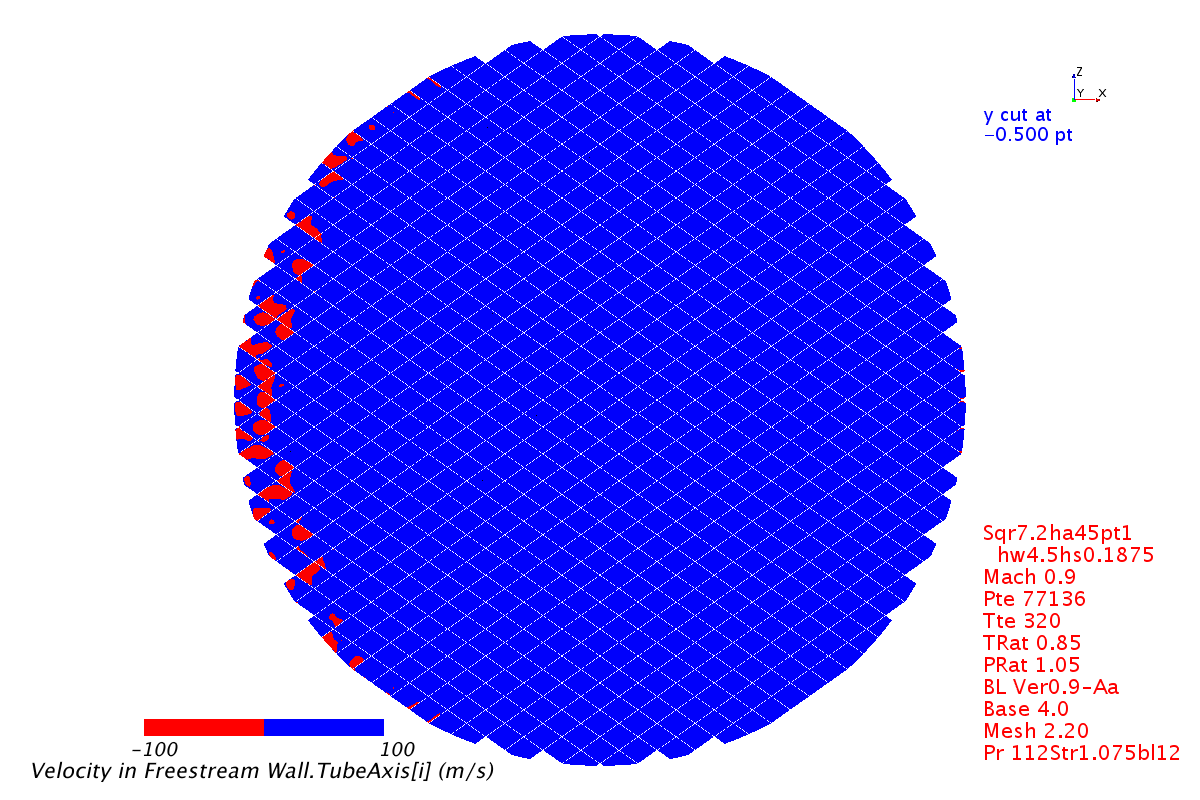 Z
Y X
y cut at
−0.500 pt
Sqr7.2ha45pt1
hw4.5hs0.1875
Mach 0.9
Pte 77136
Tte 320
TRat 0.85
PRat 1.05
BL Ver0.9−Aa
Base 4.0
Mesh 2.20
Pr 112Str1.075bl12
−100 100
Velocity in Freestream Wall.TubeAxis[i] (m/s)